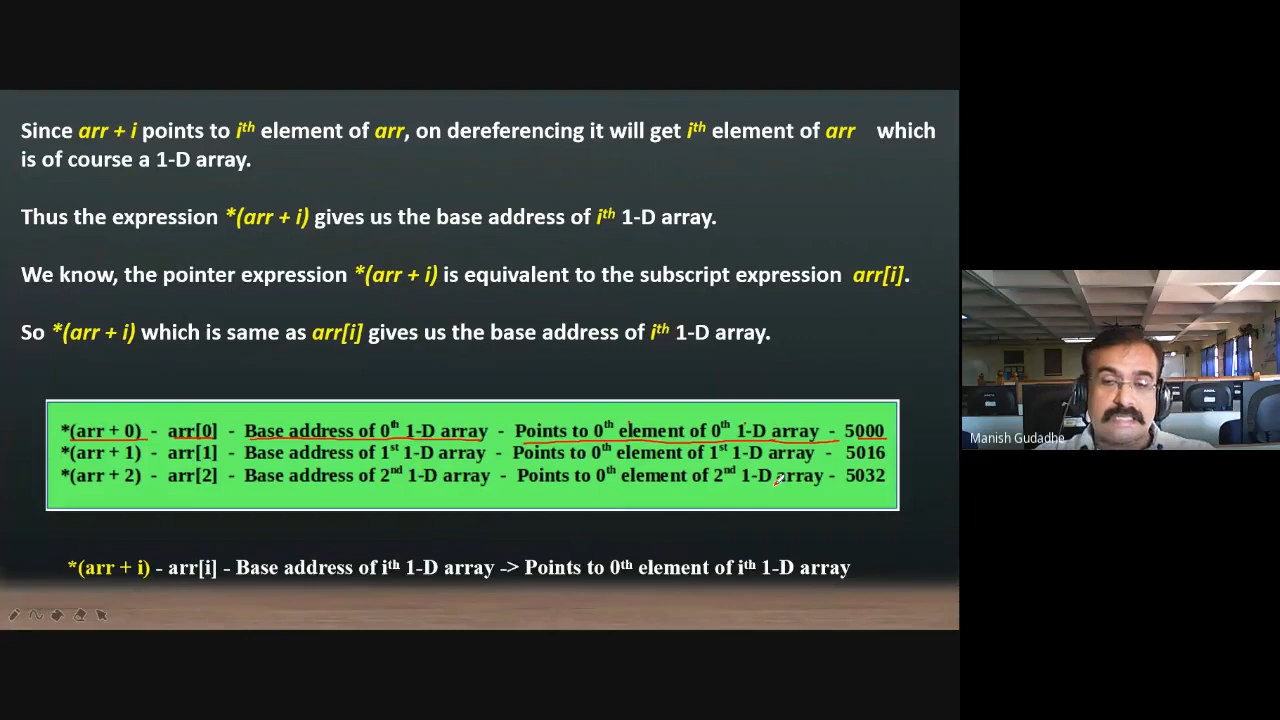 Since arr + i points to ith element of arr, on dereferencing it will get ith element of arr which
is of course a 1-D array.
Thus the expression *(arr + i) gives us the base address of ith 1-D array.
We know, the pointer expression *(arr + i) is equivalent to the subscript expression arr[i].
So *(arr + i) which is same as arr[i] gives us the base address of ith 1-D array.
*(arr + 0) - arr[0] - Base address of 0th 1-D array - Points to 0th element of 0th 1-D array - 5000
*(arr + 1) - arr[1] - Base address of 1st 1-D array - Points to 0th element of 1st 1-D array - 5016
*(arr + 2) - arr[2] - Base address of 2nd 1-D array - Points to 0th element of 2nd 1-D array - 5032
*(arr + i) - arr[i] - Base address of ith 1-D array -> Points to 0th element of ith 1-D array
Manish Gudadhe